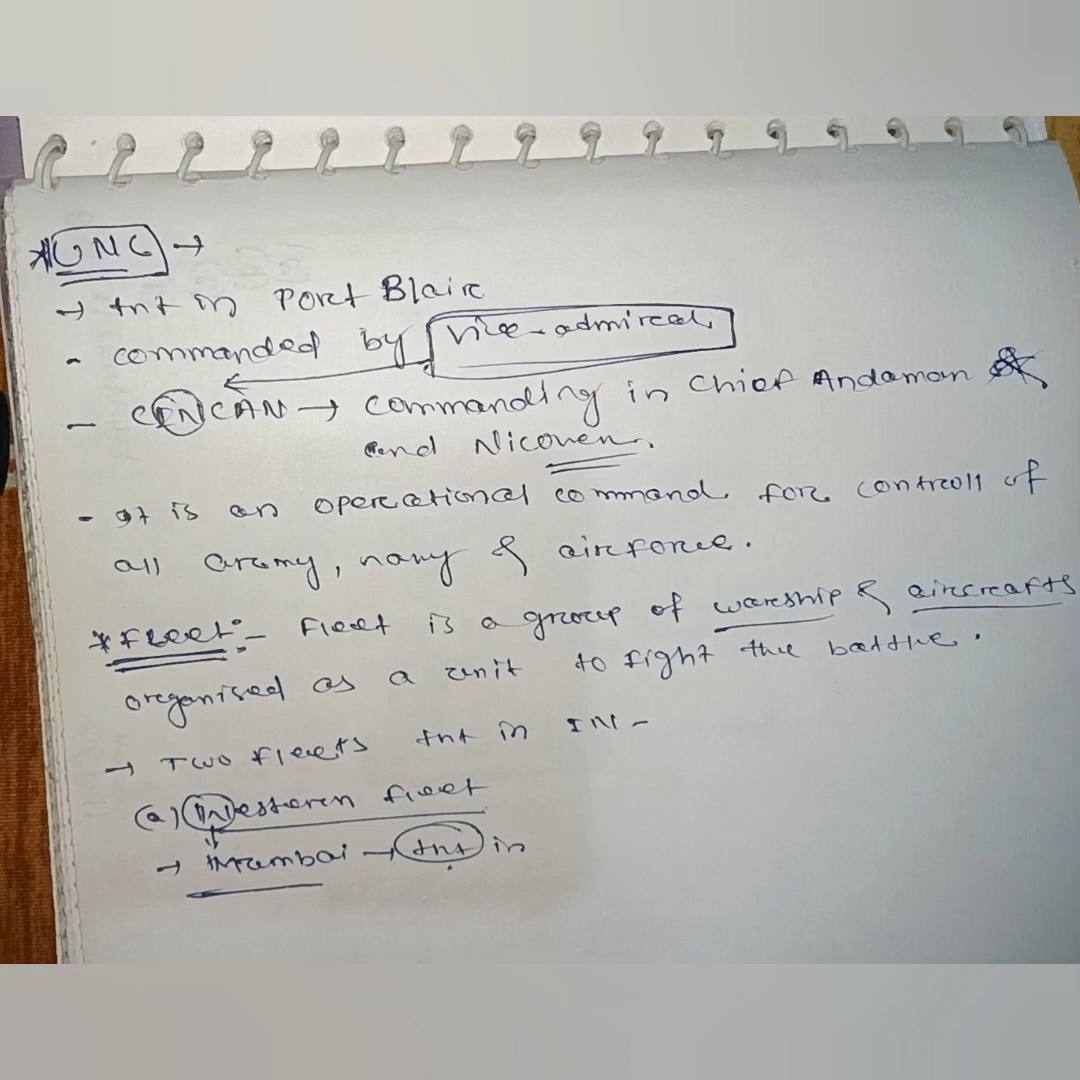 *UNC →
→ tnt in Port Blair
- commanded by Vice-admiral
- CINCAN → Commanding in Chief Andaman
and Nicoven.
- It is an operational command for controll of
all army, navy & airforce.
*Fleet:- Fleet is a group of warship & aircrafts
organised as a unit to fight the battle.
→ Two fleets tnt in IN -
(a) Western fleet
→ Mumbai → tnt in